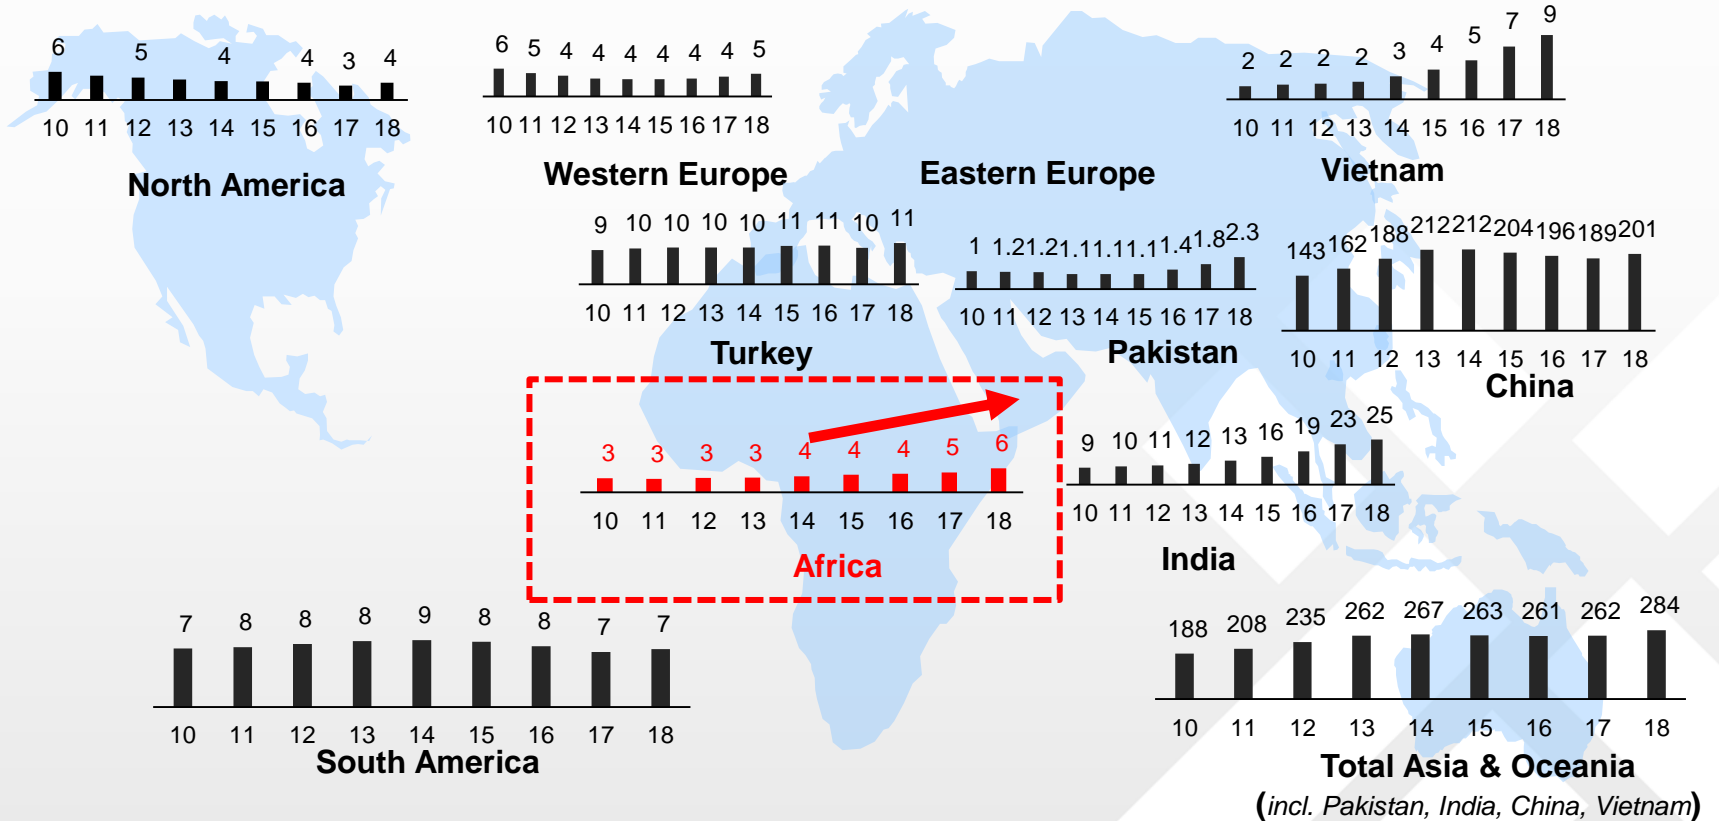 6 5 4 4 3 4
10 11 12 13 14 15 16 17 18
North America
6 5 4 4 4 4 4 4 5
10 11 12 13 14 15 16 17 18
Western Europe
Eastern Europe
2 2 2 2 3 4 5 7 9
10 11 12 13 14 15 16 17 18
Vietnam
9 10 10 10 10 11 11 10 11
10 11 12 13 14 15 16 17 18
Turkey
1 1.2 1.2 1.1 1.1 1.1 1.4 1.8 2.3
10 11 12 13 14 15 16 17 18
Pakistan
143 162 188 212 212 204 196 189 201
10 11 12 13 14 15 16 17 18
China
3 3 3 3 4 4 4 5 6
10 11 12 13 14 15 16 17 18
Africa
9 10 11 12 13 16 19 23 25
10 11 12 13 14 15 16 17 18
India
7 8 8 8 9 8 8 7 7
10 11 12 13 14 15 16 17 18
South America
188 208 235 262 267 263 261 262 284
10 11 12 13 14 15 16 17 18
Total Asia & Oceania
(incl. Pakistan, India, China, Vietnam)